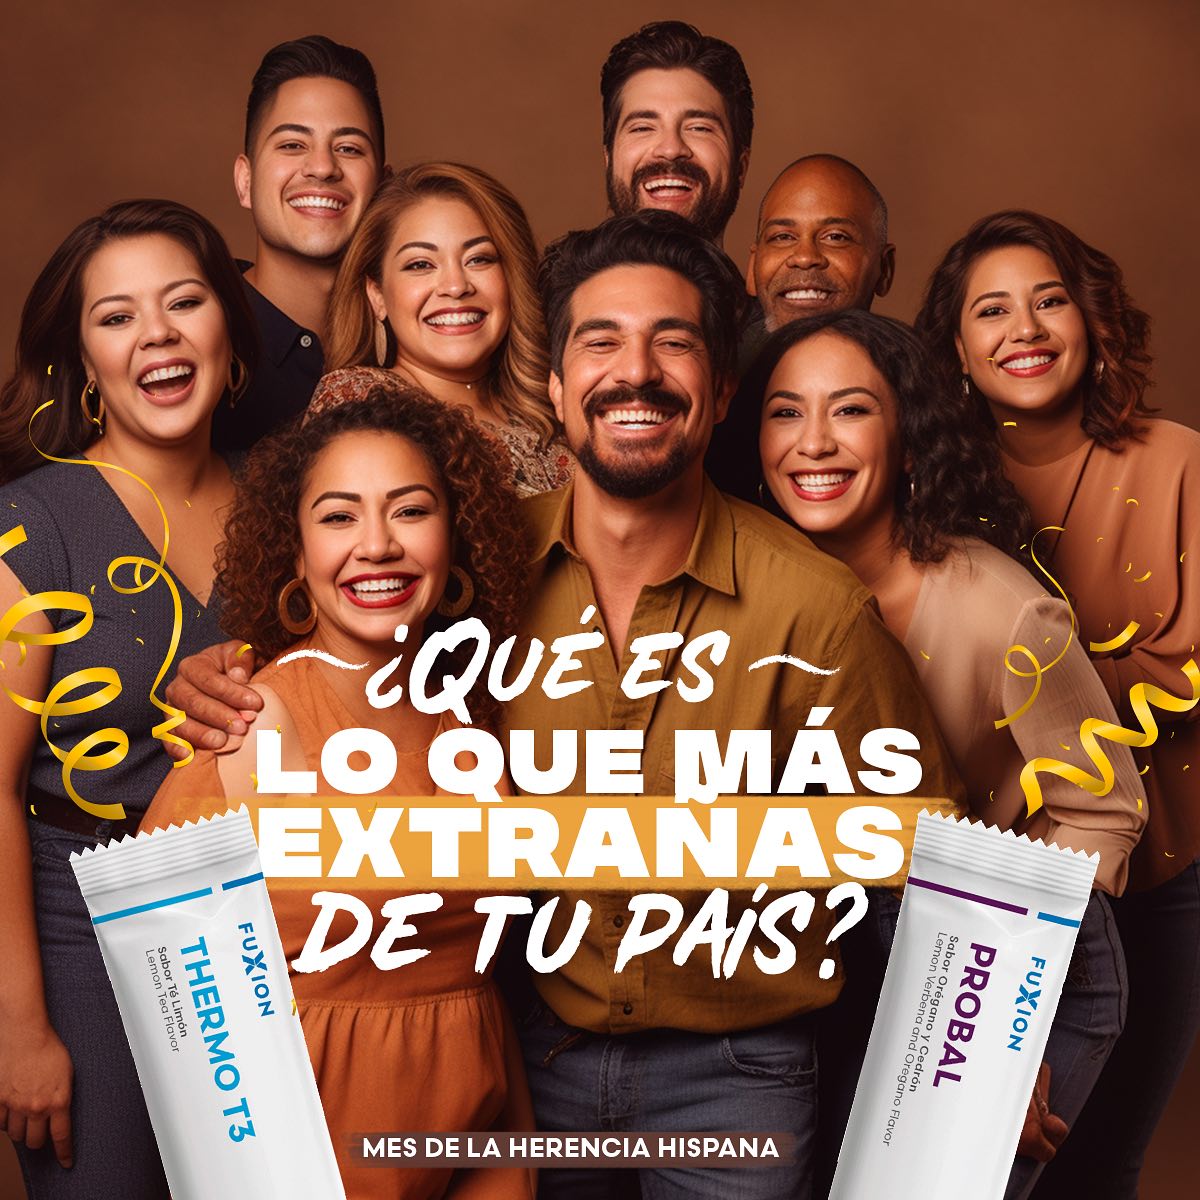 ¿QUÉ ES
LO QUE MÁS
EXTRAÑAS
DE TU PAÍS?
FUXION
THERMO T3
Sabor Té Limón
Lemon Tea Flavor
FUXION
PROBAL
Sabor Orégano y Cedrón
Lemon Verbena and Oregano Flavor
MES DE LA HERENCIA HISPANA